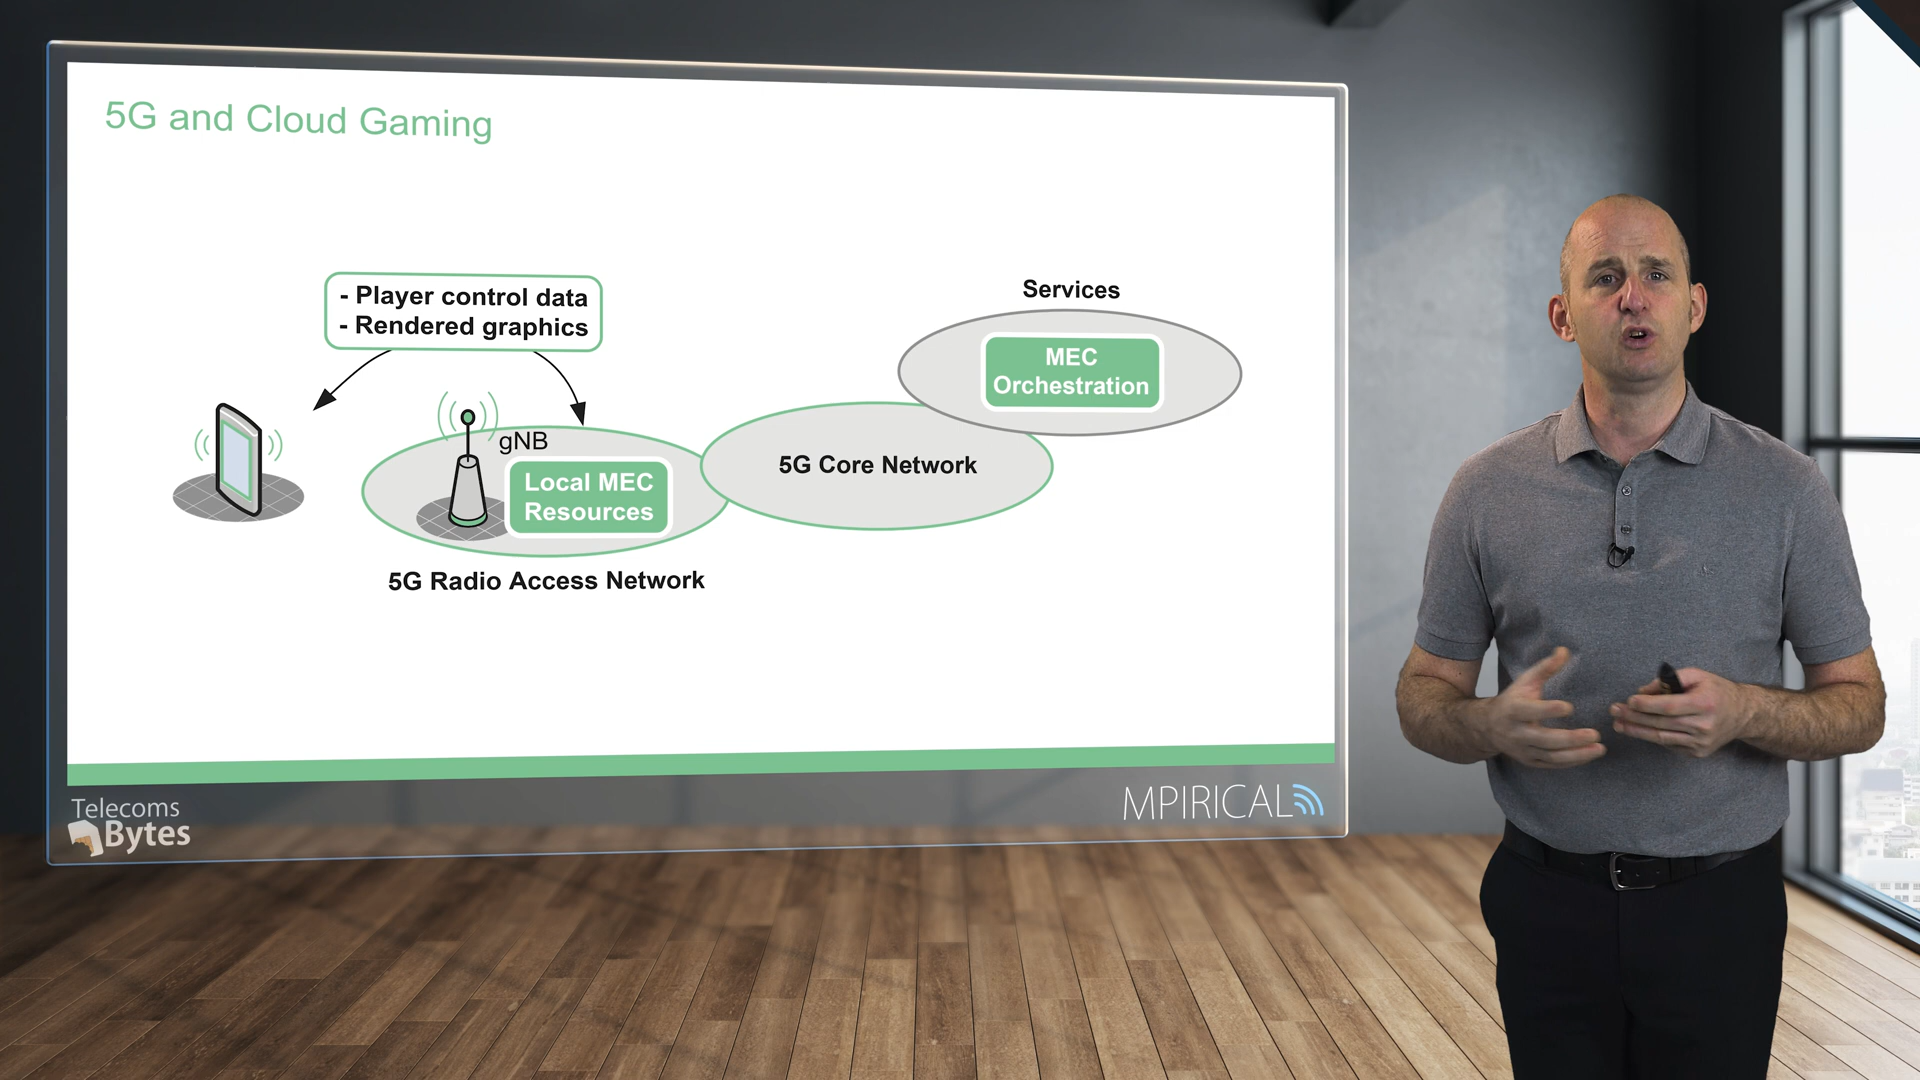 5G and Cloud Gaming
- Player control data
- Rendered graphics
Services
MEC
Orchestration
gNB
5G Core Network
Local MEC
Resources
5G Radio Access Network
Telecoms
Bytes
MPIRICAL